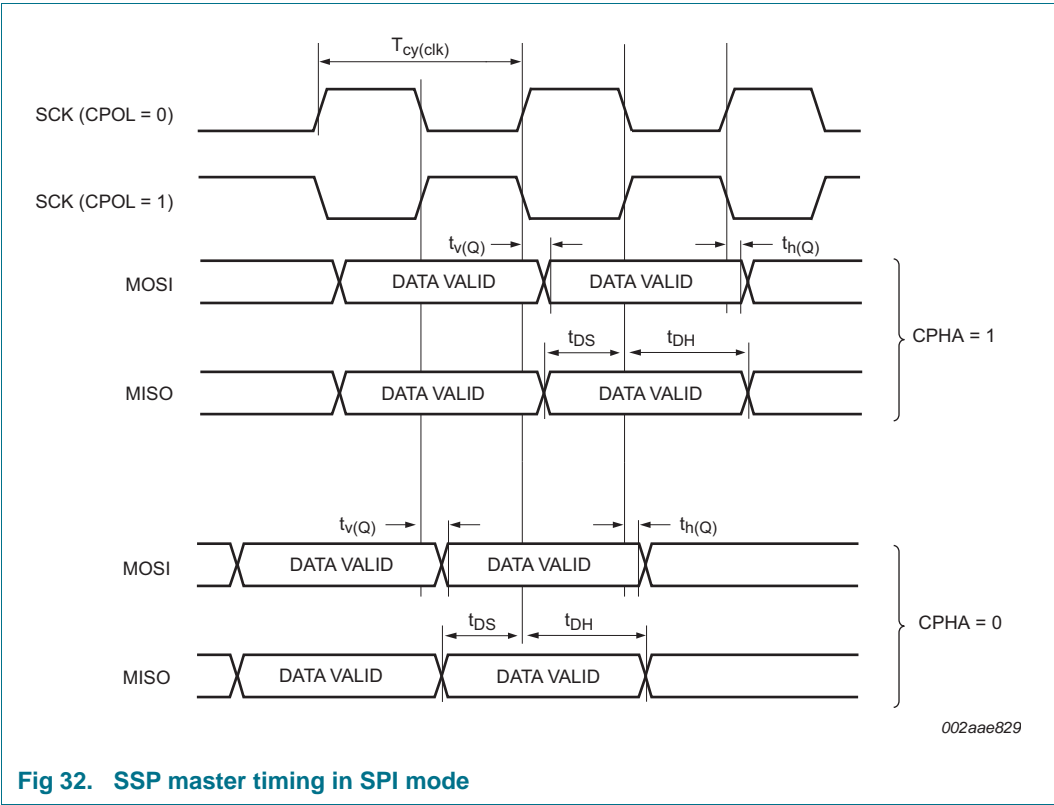 Tcy(clk)
SCK (CPOL = 0)
SCK (CPOL = 1)
tv(Q) th(Q)
MOSI DATA VALID DATA VALID
tDS tDH
MISO DATA VALID DATA VALID
CPHA = 1
tv(Q) th(Q)
MOSI DATA VALID DATA VALID
tDS tDH
MISO DATA VALID DATA VALID
CPHA = 0
002aae829
Fig 32. SSP master timing in SPI mode